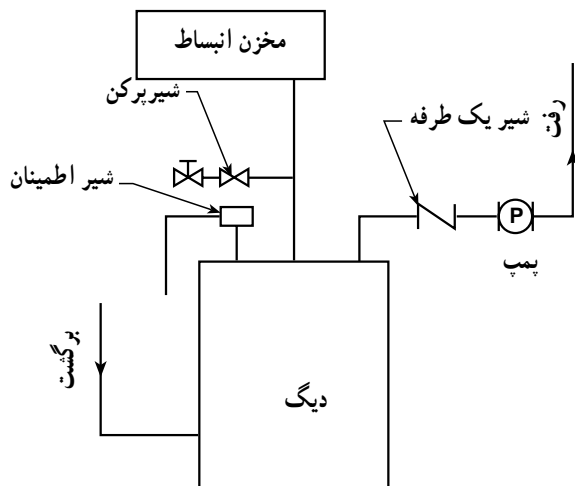 مخزن انبساط
شیرپرکن
شیر یک طرفه
رفت
شیر اطمینان
P
پمپ
برگشت
دیگ